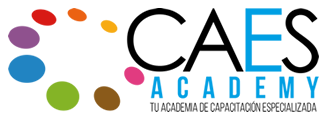 CAES
ACADEMY
TU ACADEMIA DE CAPACITACIÓN ESPECIALIZADA